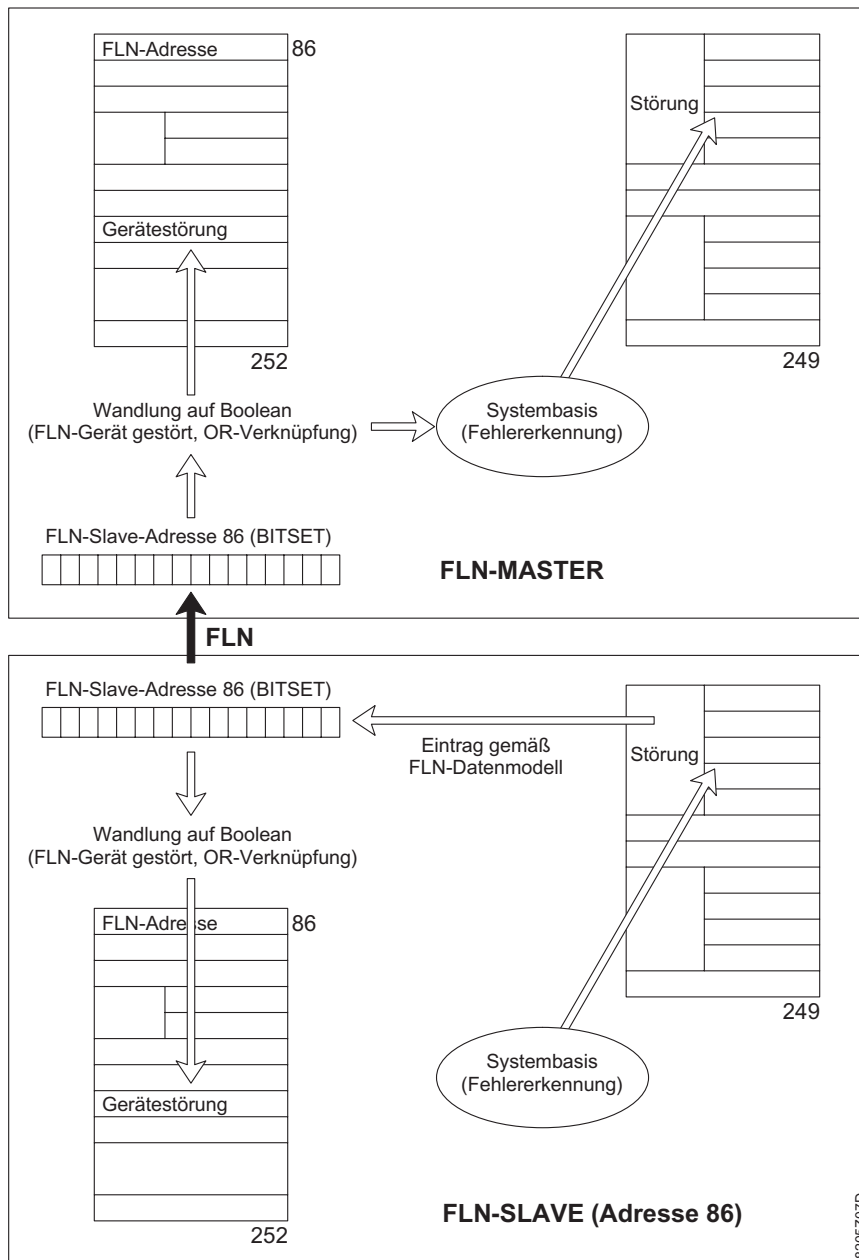 FLN-Adresse 86
Störung
Gerätestörung
252
249
Wandlung auf Boolean
(FLN-Gerät gestört, OR-Verknüpfung)
Systembasis
(Fehlererkennung)
FLN-Slave-Adresse 86 (BITSET)
FLN-MASTER
FLN
FLN-Slave-Adresse 86 (BITSET)
Eintrag gemäß
FLN-Datenmodell
Störung
Wandlung auf Boolean
(FLN-Gerät gestört, OR-Verknüpfung)
FLN-Adresse 86
249
Systembasis
(Fehlererkennung)
Gerätestörung
FLN-SLAVE (Adresse 86)
252